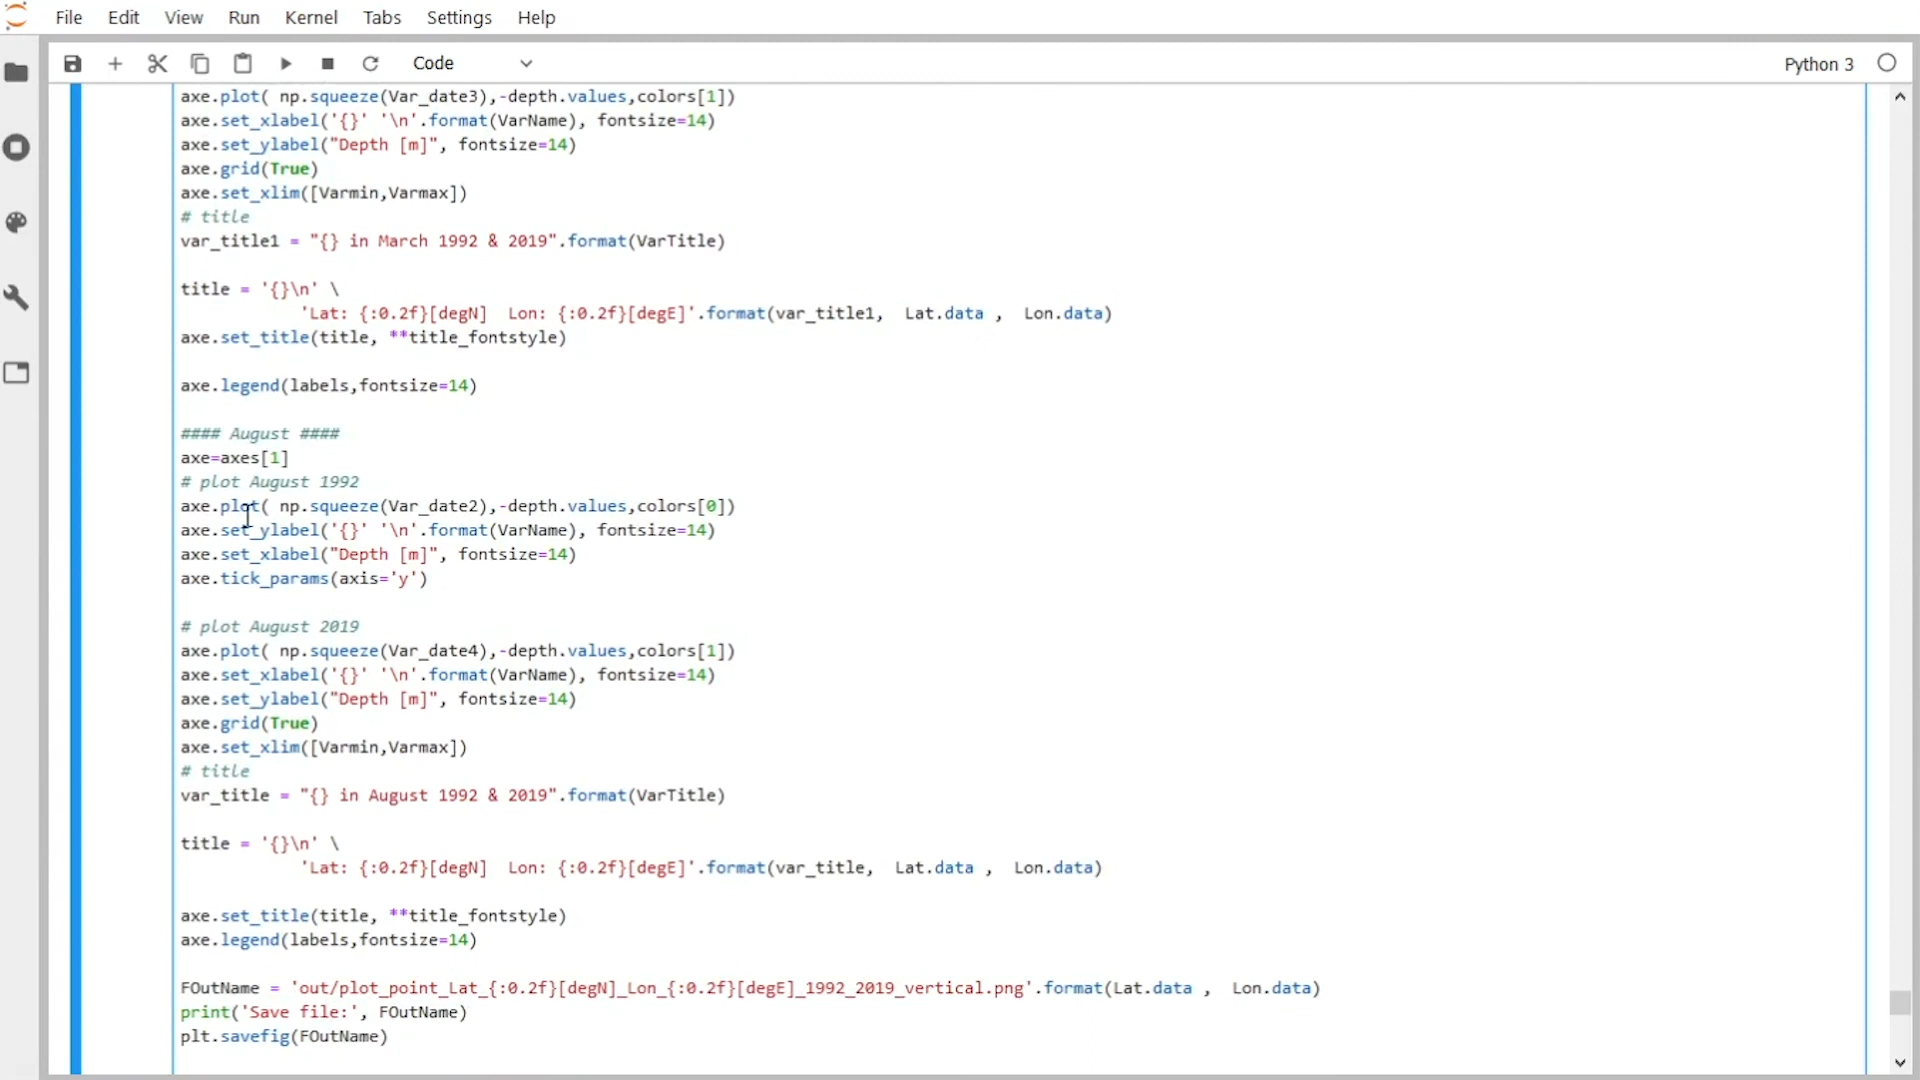 File Edit View Run Kernel Tabs Settings Help
Code Python 3
axe.plot( np.squeeze(Var_date3),-depth.values,colors[1])
axe.set_xlabel('{}' '\n'.format(VarName), fontsize=14)
axe.set_ylabel("Depth [m]", fontsize=14)
axe.grid(True)
axe.set_xlim([Varmin,Varmax])
# title
var_title1 = "{} in March 1992 & 2019".format(VarTitle)
title = '{}\n' \
'Lat: {:0.2f}[degN]  Lon: {:0.2f}[degE]'.format(var_title1,  Lat.data ,  Lon.data)
axe.set_title(title, **title_fontstyle)
axe.legend(labels,fontsize=14)
#### August ####
axe=axes[1]
# plot August 1992
axe.plot( np.squeeze(Var_date2),-depth.values,colors[0])
axe.set_ylabel('{}' '\n'.format(VarName), fontsize=14)
axe.set_xlabel("Depth [m]", fontsize=14)
axe.tick_params(axis='y')
# plot August 2019
axe.plot( np.squeeze(Var_date4),-depth.values,colors[1])
axe.set_xlabel('{}' '\n'.format(VarName), fontsize=14)
axe.set_ylabel("Depth [m]", fontsize=14)
axe.grid(True)
axe.set_xlim([Varmin,Varmax])
# title
var_title = "{} in August 1992 & 2019".format(VarTitle)
title = '{}\n' \
'Lat: {:0.2f}[degN]  Lon: {:0.2f}[degE]'.format(var_title,  Lat.data ,  Lon.data)
axe.set_title(title, **title_fontstyle)
axe.legend(labels,fontsize=14)
FOutName = 'out/plot_point_Lat_{:0.2f}[degN]_Lon_{:0.2f}[degE]_1992_2019_vertical.png'.format(Lat.data ,  Lon.data)
print('Save file:', FOutName)
plt.savefig(FOutName)